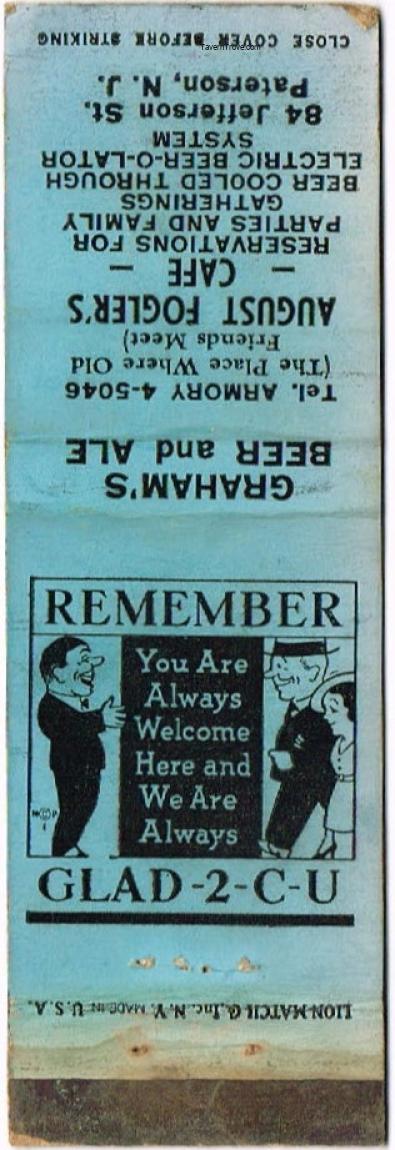 CLOSE COVER BEFORE STRIKING
TavernTrove.com
84 Jefferson St.
Paterson, N. J.
BEER COOLED THROUGH
ELECTRIC BEER-O-LATOR
SYSTEM
RESERVATIONS FOR
PARTIES AND FAMILY
GATHERINGS
AUGUST FOGLER'S
— CAFE —
(The Place Where Old
Friends Meet)
Tel. ARMORY 4-5046
GRAHAM'S
BEER and ALE
REMEMBER
You Are
Always
Welcome
Here and
We Are
Always
GLAD-2-C-U
LION MATCH C., Inc. N. Y. MADE IN U. S. A.